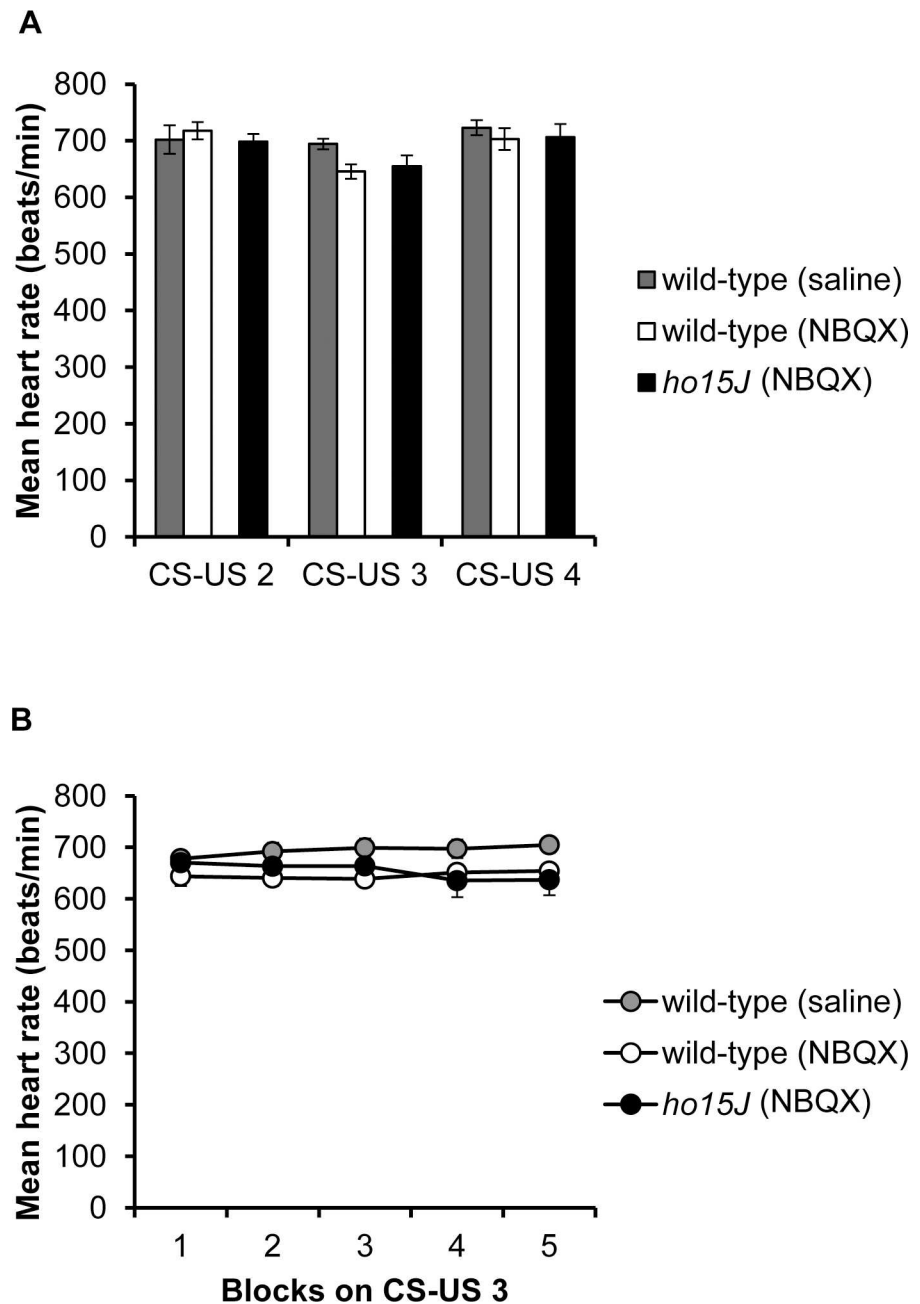 A
Mean heart rate (beats/min)
800
700
600
500
400
300
200
100
0
CS-US 2
CS-US 3
CS-US 4
wild-type (saline)
wild-type (NBQX)
ho15J (NBQX)
B
Mean heart rate (beats/min)
800
700
600
500
400
300
200
100
0
1
2
3
4
5
Blocks on CS-US 3
wild-type (saline)
wild-type (NBQX)
ho15J (NBQX)